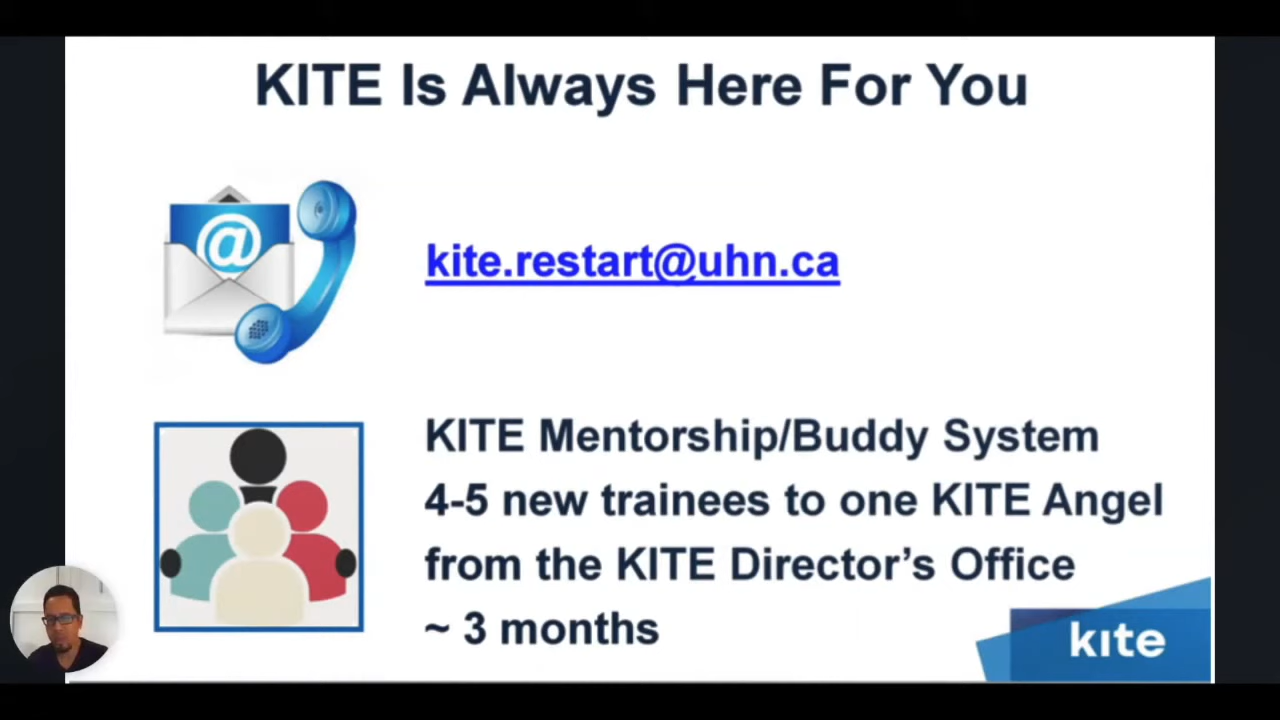 KITE Is Always Here For You
@
kite.restart@uhn.ca
KITE Mentorship/Buddy System
4-5 new trainees to one KITE Angel
from the KITE Director's Office
~ 3 months
kite